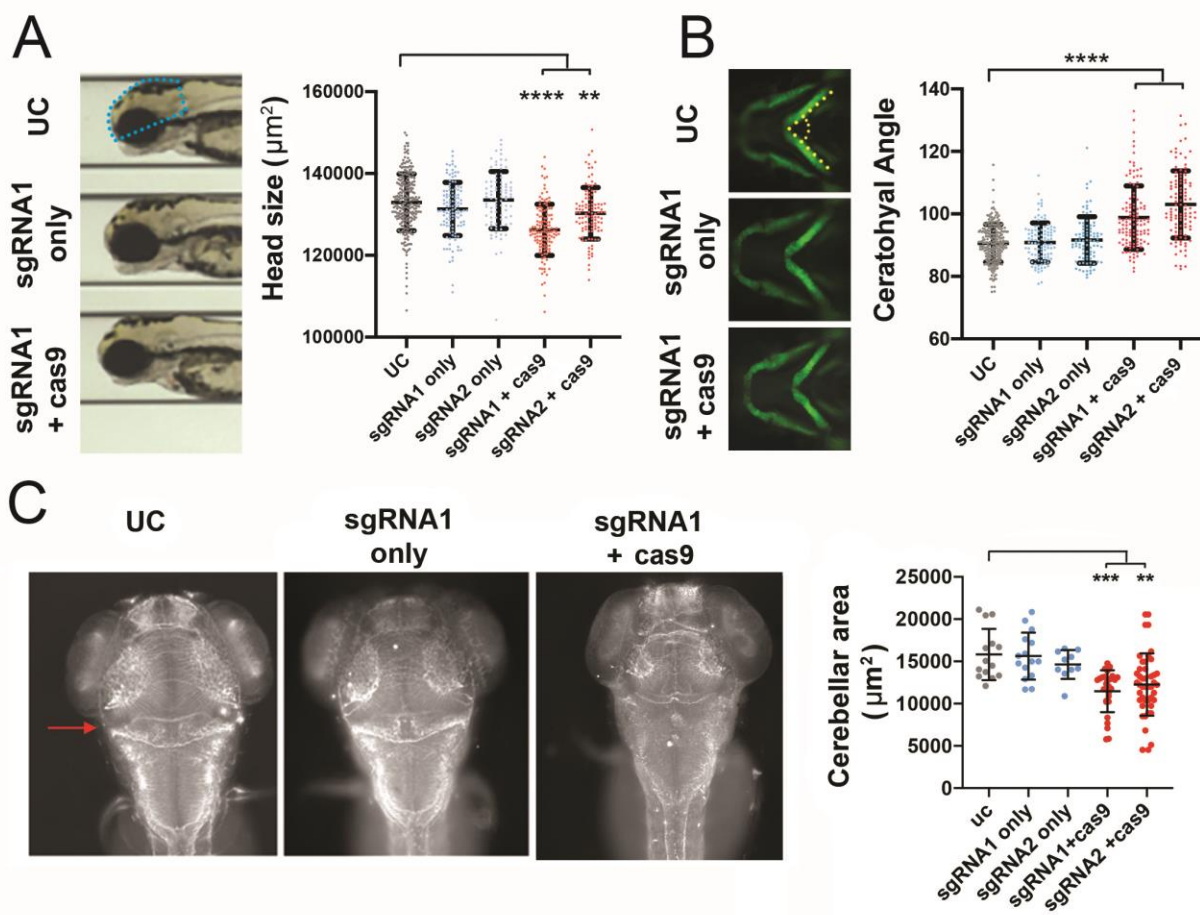 A
UC
sgRNA1
only
sgRNA1
+ cas9
Head size (µm²)
160000
140000
120000
100000
**** **
UC
sgRNA1 only
sgRNA2 only
sgRNA1 + cas9
sgRNA2 + cas9
B
UC
sgRNA1
only
sgRNA1
+ cas9
Ceratohyal Angle
140
120
100
80
60
****
UC
sgRNA1 only
sgRNA2 only
sgRNA1 + cas9
sgRNA2 + cas9
C
UC
sgRNA1
only
sgRNA1
+ cas9
Cerebellar area
(µm²)
25000
20000
15000
10000
5000
0
*** **
UC
sgRNA1 only
sgRNA2 only
sgRNA1+cas9
sgRNA2 +cas9